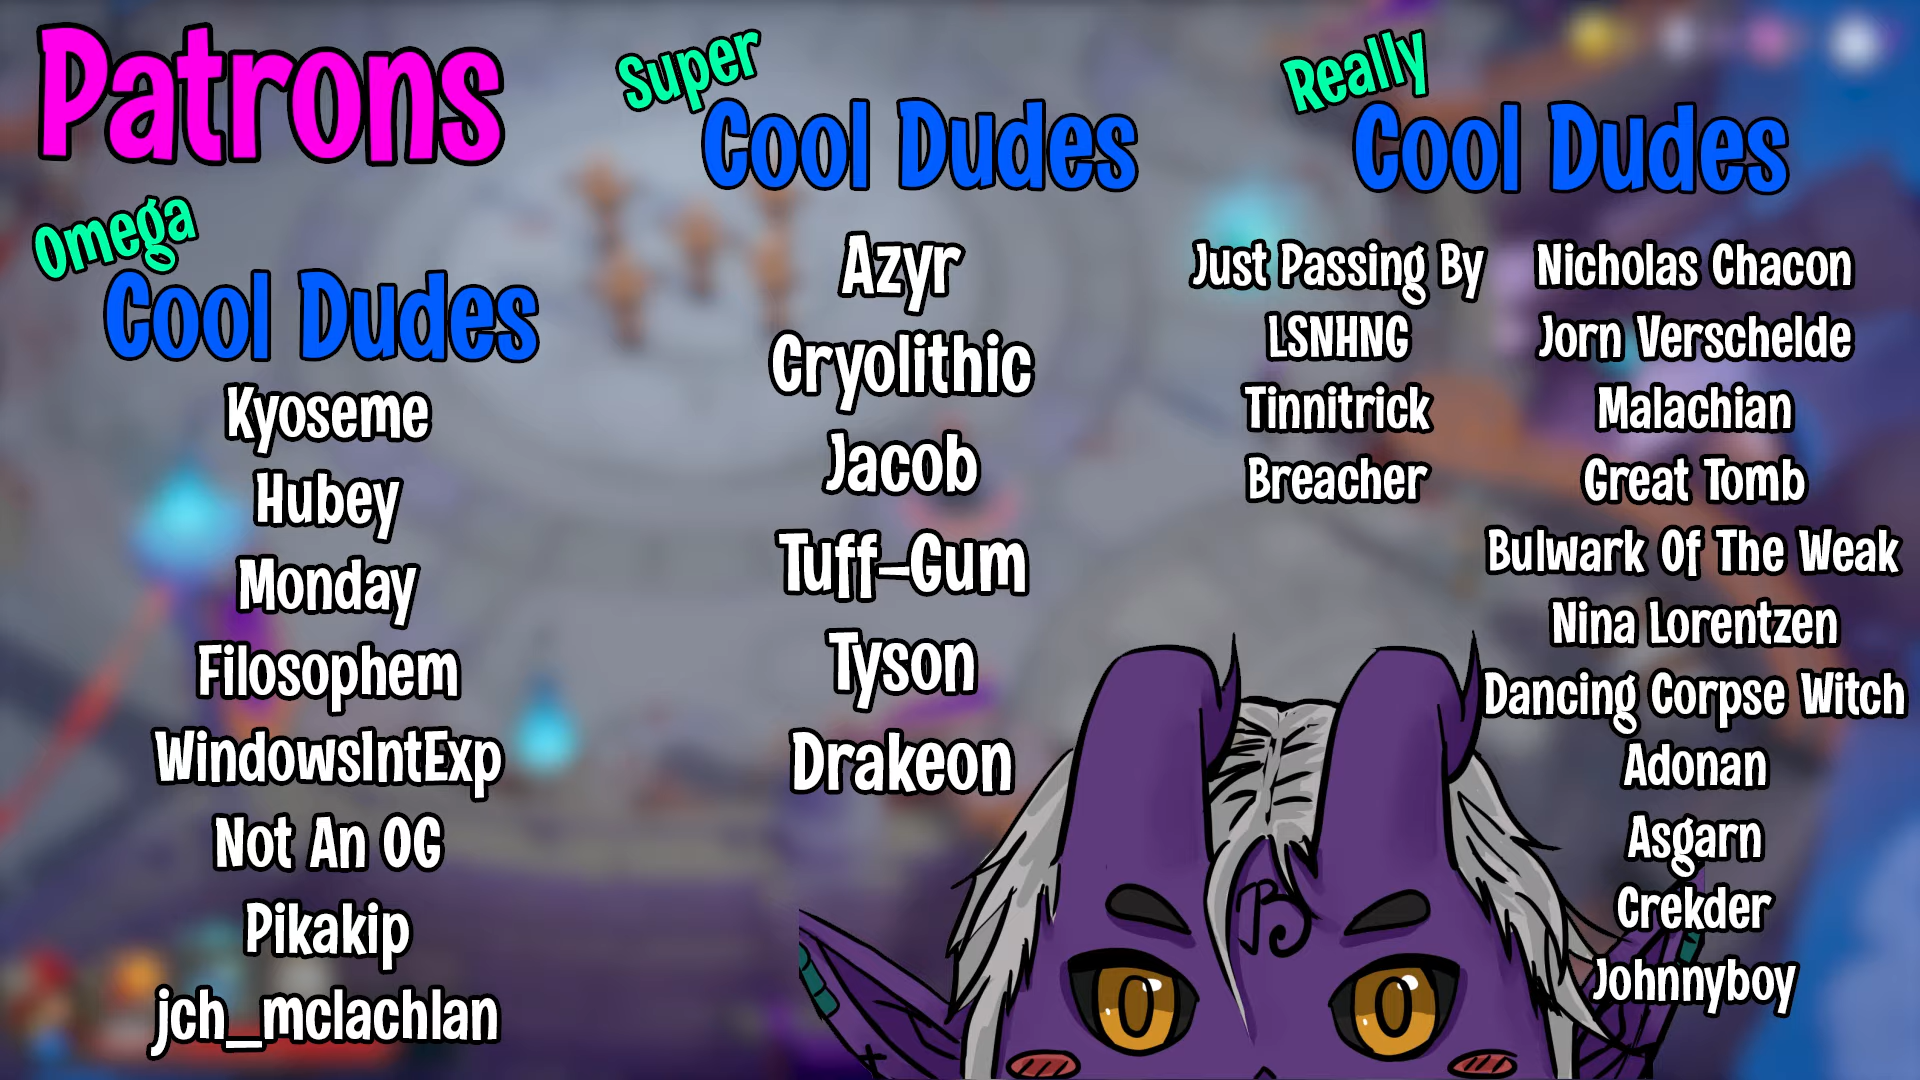 Patrons
Omega
Cool Dudes
Kyoseme
Hubey
Monday
Filosophem
WindowsIntExp
Not An OG
Pikakip
jch_mclachlan
Super
Cool Dudes
Azyr
Cryolithic
Jacob
Tuff-Gum
Tyson
Drakeon
Really
Cool Dudes
Just Passing By
LSNHNG
Tinnitrick
Breacher
Nicholas Chacon
Jorn Verschelde
Malachian
Great Tomb
Bulwark Of The Weak
Nina Lorentzen
Dancing Corpse Witch
Adonan
Asgarn
Crekder
Johnnyboy
B